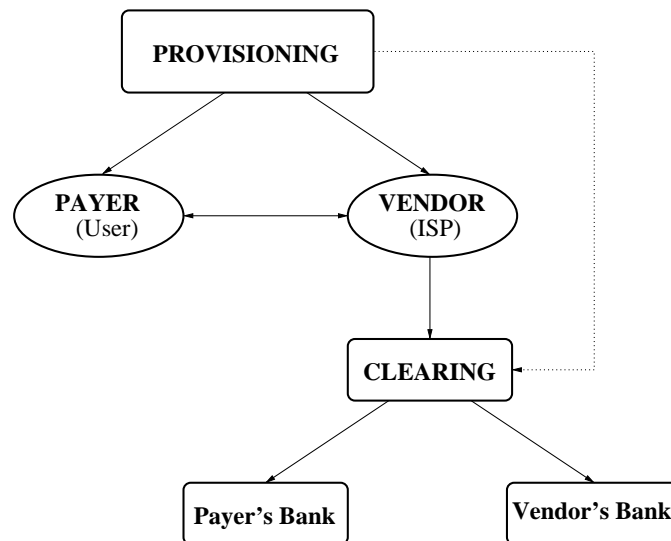 PROVISIONING
PAYER
(User)
VENDOR
(ISP)
CLEARING
Payer's Bank
Vendor's Bank